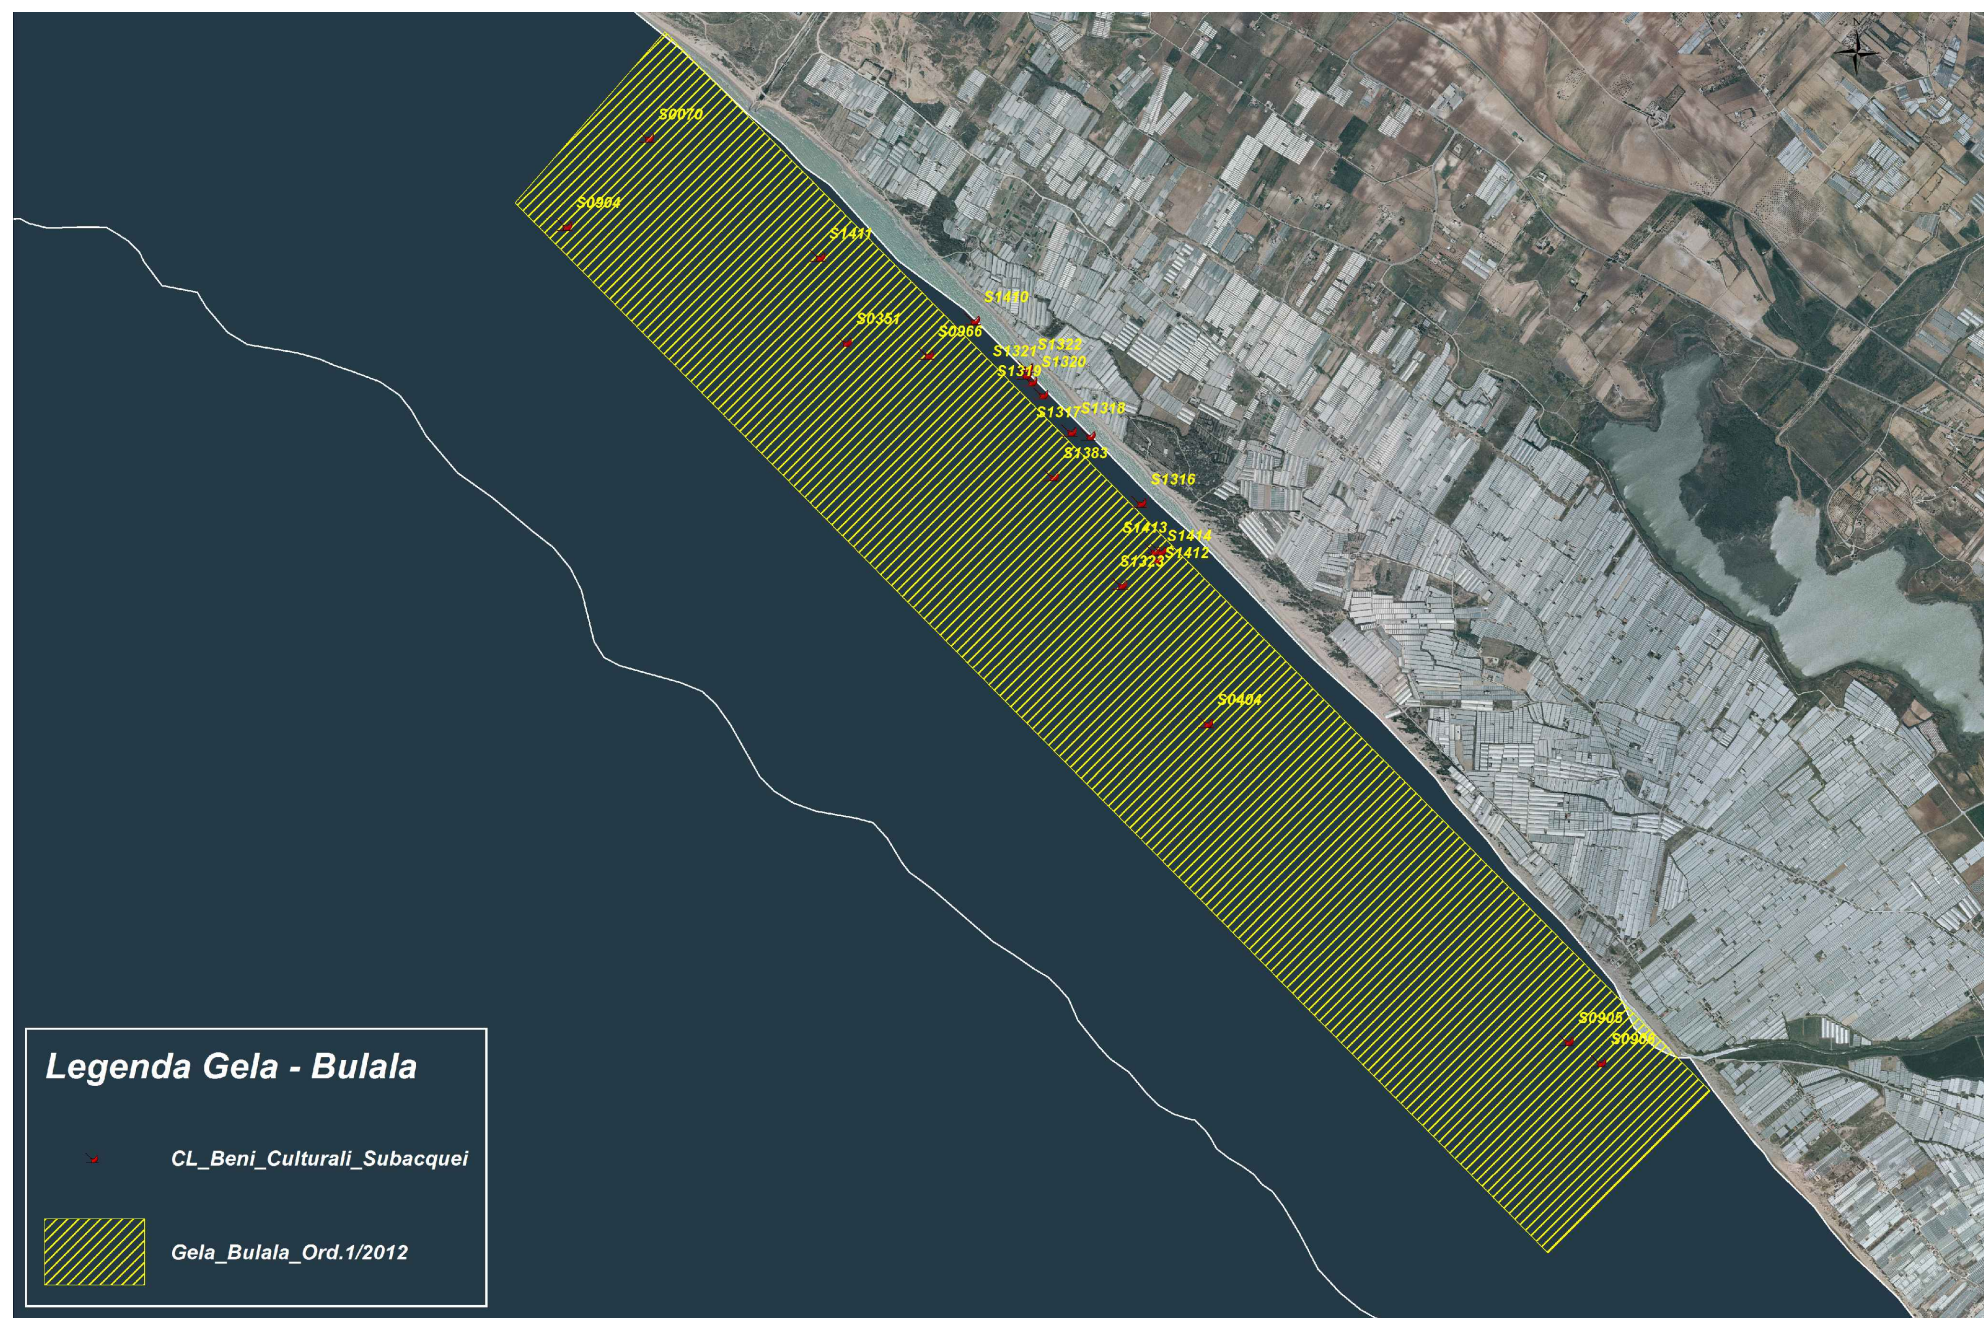 N
S0070
S0904
S1411
S1410
S0351
S0966
S1322
S1321
S1320
S1319
S1318
S1317
S1383
S1316
S1413
S1414
S1412
S1323
S0404
S0905
S0906
Legenda Gela - Bulala
CL_Beni_Culturali_Subacquei
Gela_Bulala_Ord.1/2012